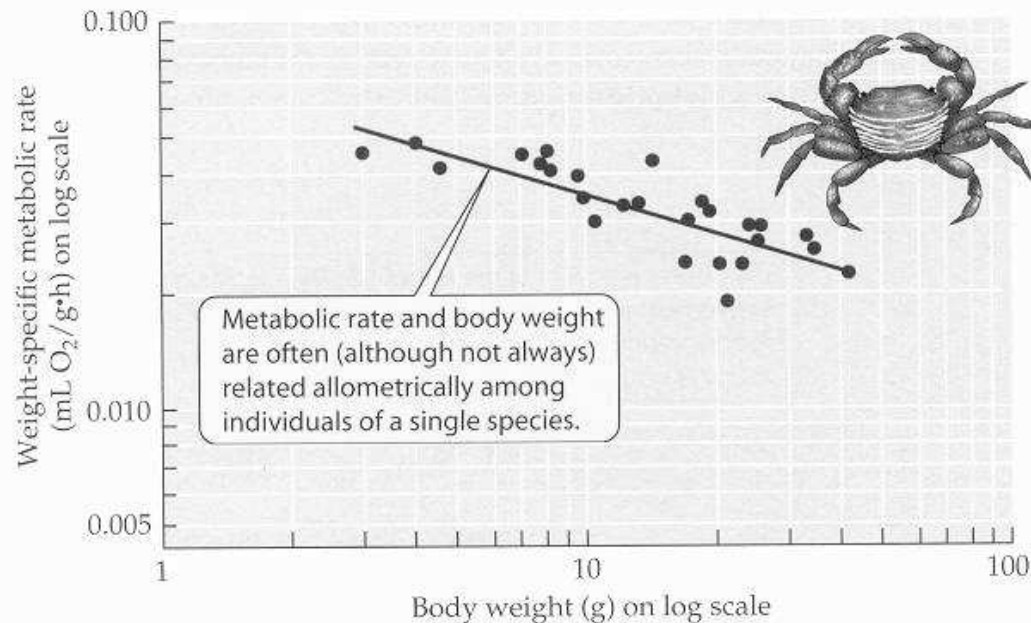 0.100
Weight-specific metabolic rate
(mL O₂/g•h) on log scale
Metabolic rate and body weight
are often (although not always)
related allometrically among
individuals of a single species.
0.010
0.005
1
10
100
Body weight (g) on log scale